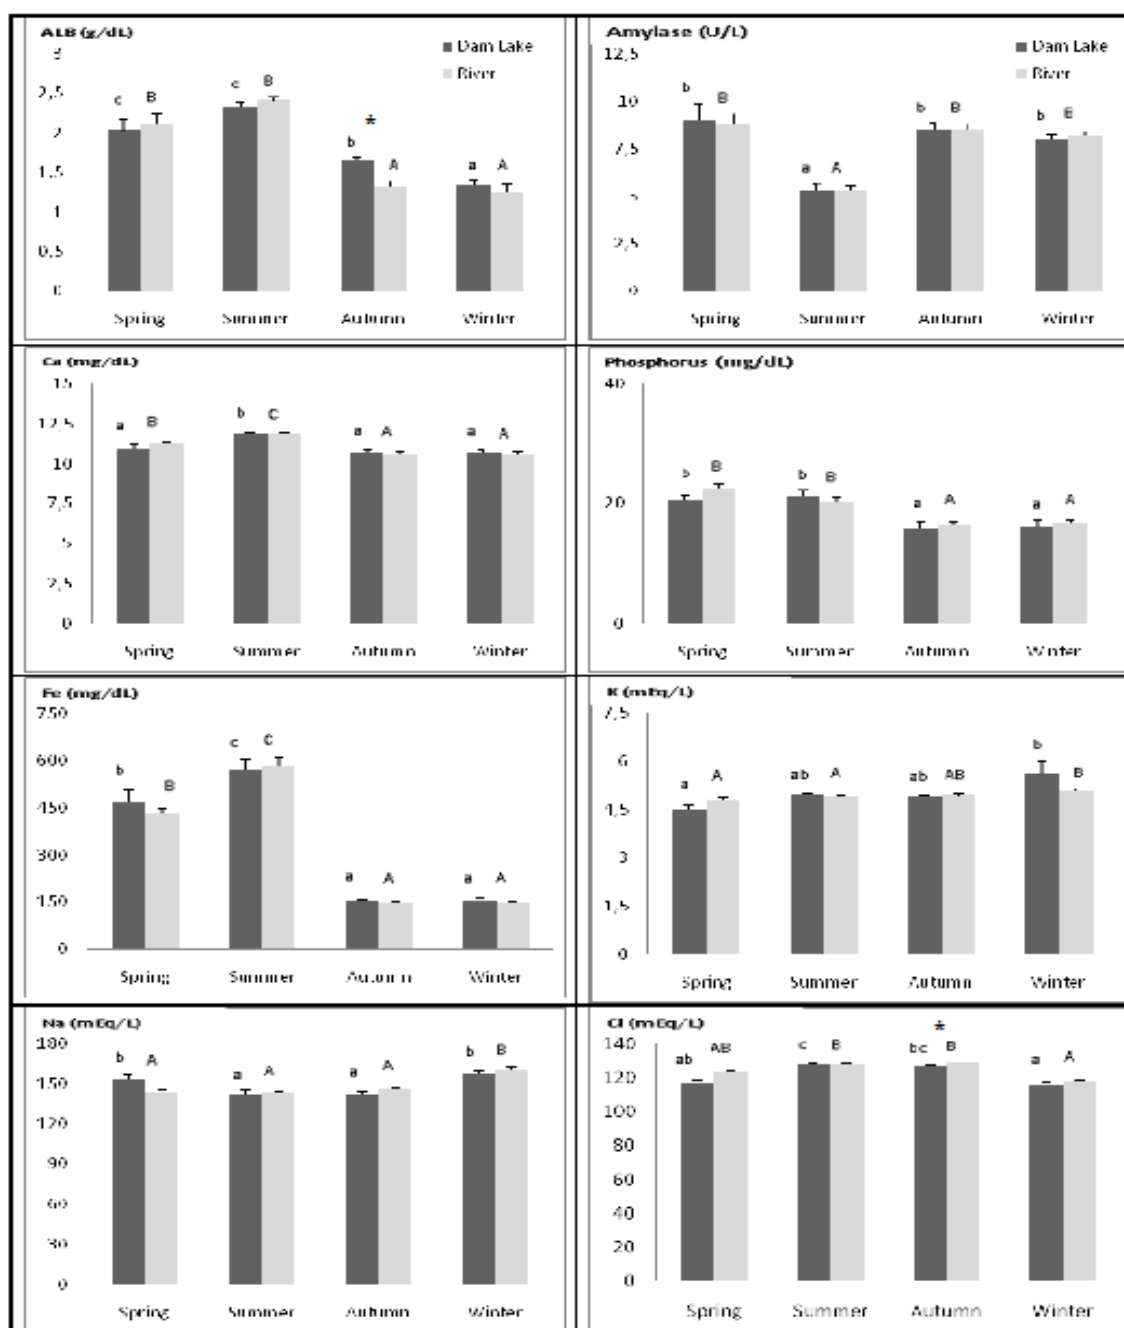 ALB (g/dL)
3
Dam Lake
River
2,5
c B c B
*
2
b A
1,5
a A
1
0,5
0
Spring Summer Autumn Winter
Amylase (U/L)
12,5
Dam Lake
River
10
b B b B b B
7,5
a A
5
2,5
0
Spring Summer Autumn Winter
Ca (mg/dL)
15
12,5
a B b C a A a A
10
7,5
5
2,5
0
Spring Summer Autumn Winter
Phosphorus (mg/dL)
40
b B b B a A a A
20
0
Spring Summer Autumn Winter
Fe (mg/dL)
750
c C
600
b B
450
300
a A a A
150
0
Spring Summer Autumn Winter
K (mEq/L)
7,5
b B
6
a A ab A ab AB
4,5
3
1,5
0
Spring Summer Autumn Winter
Na (mEq/L)
180
b A a A a A b B
150
120
90
60
30
0
Spring Summer Autumn Winter
Cl (mEq/L)
*
140
ab AB c B bc B a A
120
100
80
60
40
20
0
Spring Summer Autumn Winter